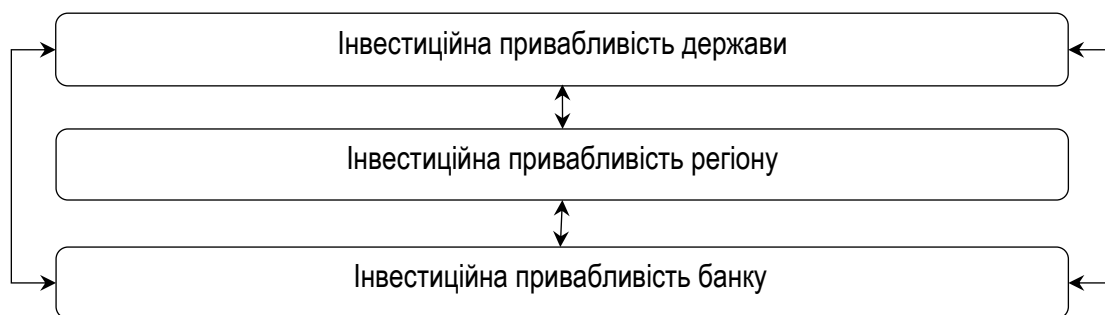 Інвестиційна привабливість держави
Інвестиційна привабливість регіону
Інвестиційна привабливість банку